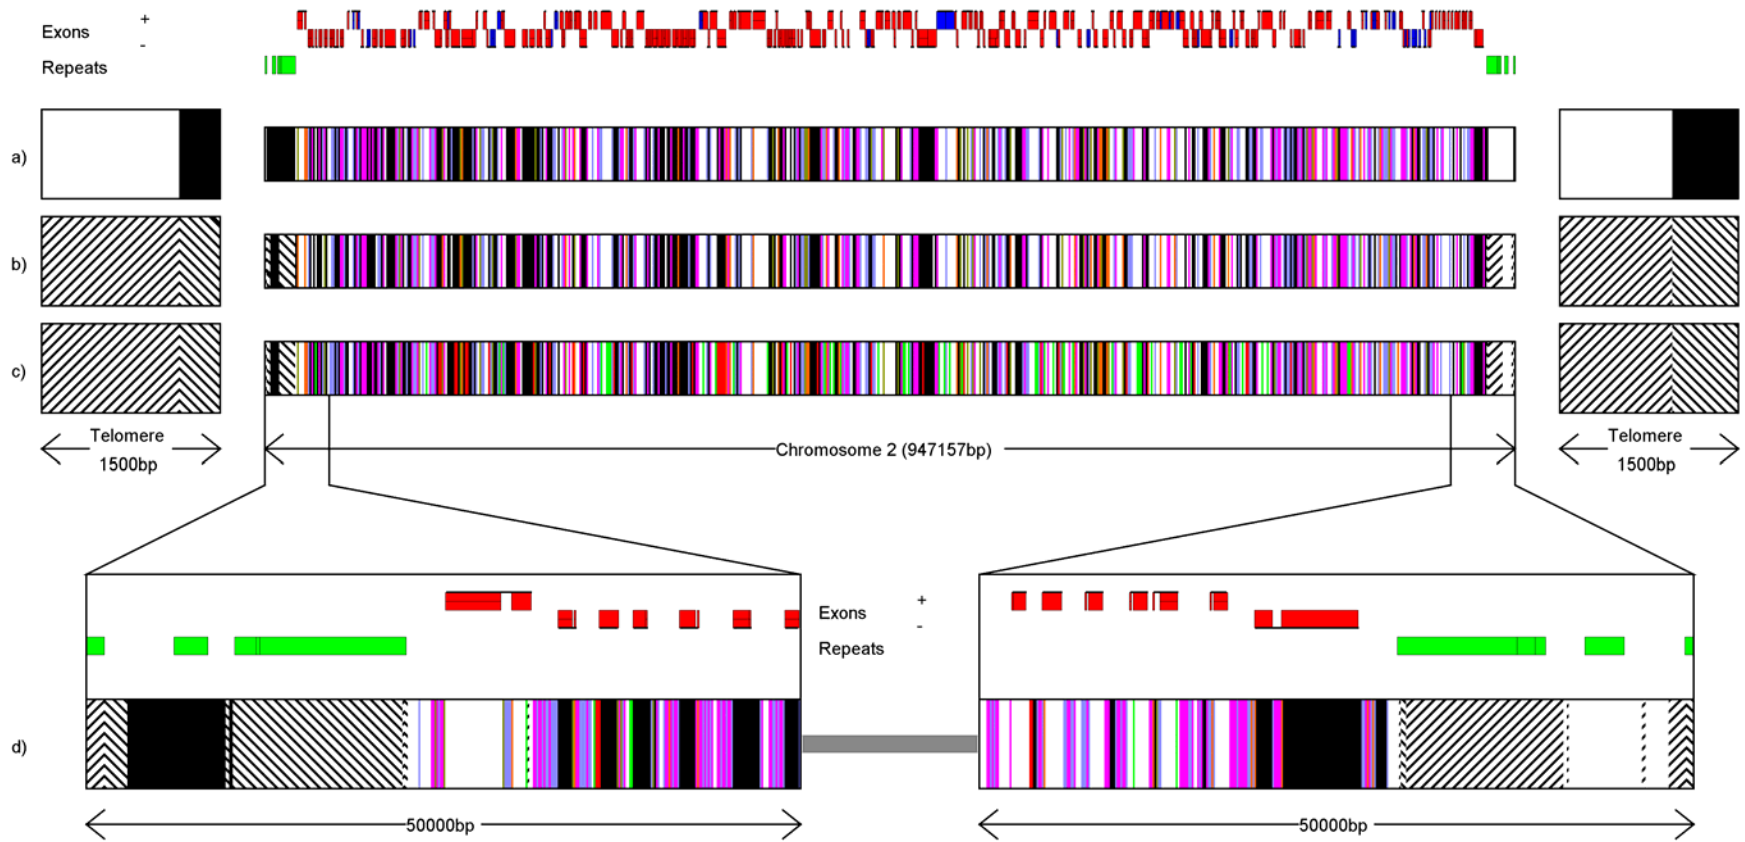 Exons +
-
Repeats
a)
b)
c)
Telomere
1500bp
Chromosome 2 (947157bp)
Telomere
1500bp
Exons +
-
Repeats
d)
50000bp
50000bp